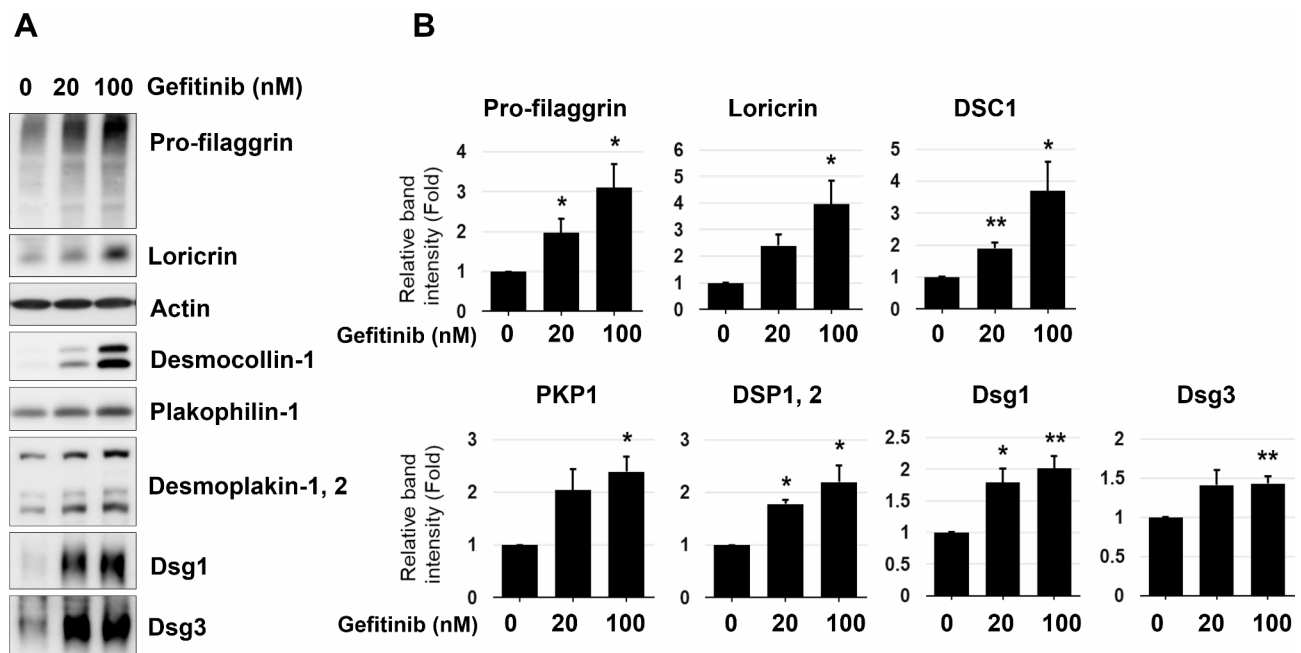 A
0 20 100 Gefitinib (nM)
Pro-filaggrin
Loricrin
Actin
Desmocollin-1
Plakophilin-1
Desmoplakin-1, 2
Dsg1
Dsg3
B
Pro-filaggrin
Relative band
intensity (Fold)
4
3
2
1
0
*
*
Loricrin
6
5
4
3
2
1
0
*
DSC1
5
4
3
2
1
0
**
*
Gefitinib (nM) 0 20 100 0 20 100 0 20 100
PKP1
Relative band
intensity (Fold)
3
2
1
0
*
DSP1, 2
3
2
1
0
*
*
Dsg1
2.5
2
1.5
1
0.5
0
*
**
Dsg3
2
1.5
1
0.5
0
**
Gefitinib (nM) 0 20 100 0 20 100 0 20 100 0 20 100